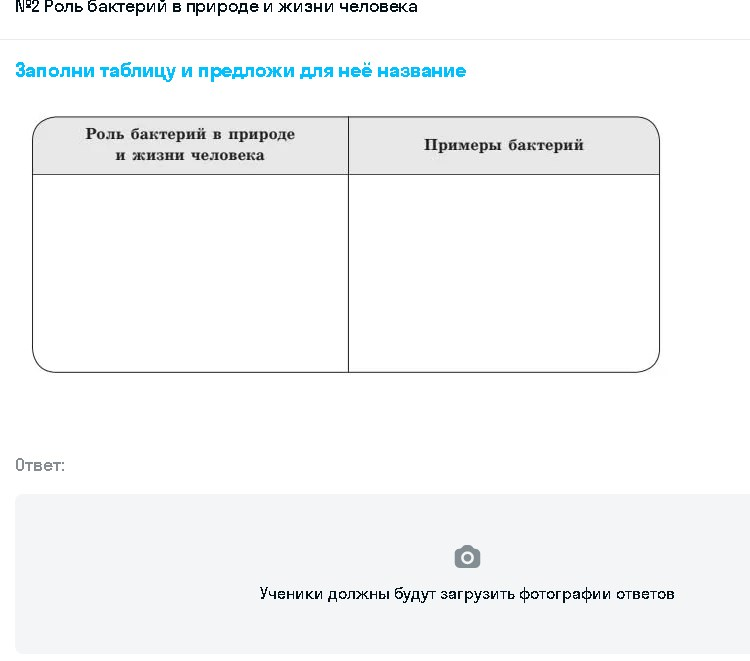 №2 Роль бактерий в природе и жизни человека
Заполни таблицу и предложи для неё название
Роль бактерий в природе
и жизни человека
Примеры бактерий
Ответ:
Ученики должны будут загрузить фотографии ответов